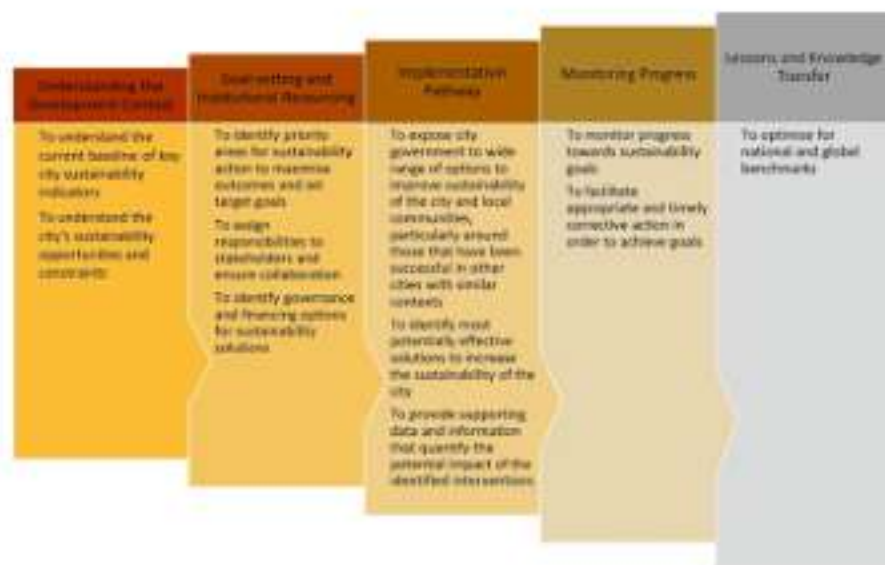 Understanding the
Development Context
To understand the
current baseline of key
city sustainability
indicators
To understand the
city's sustainability
opportunities and
constraints
Goal-setting and
Institutional Resourcing
To identify priority
areas for sustainability
action to maximise
outcomes and set
target goals
To assign
responsibilities to
stakeholders and
ensure collaboration
To identify governance
and financing options
for sustainability
solutions
Implementation
Pathway
To expose city
government to wide
range of options to
improve sustainability
of the city and local
communities,
particularly around
those that have been
successful in other
cities with similar
contexts
To identify most
potentially effective
solutions to increase
the sustainability of the
city
To provide supporting
data and information
that quantify the
potential impact of the
identified interventions
Monitoring Progress
To monitor progress
towards sustainability
goals
To facilitate
appropriate and timely
corrective action in
order to achieve goals
Lessons and Knowledge
Transfer
To optimise for
national and global
benchmarks